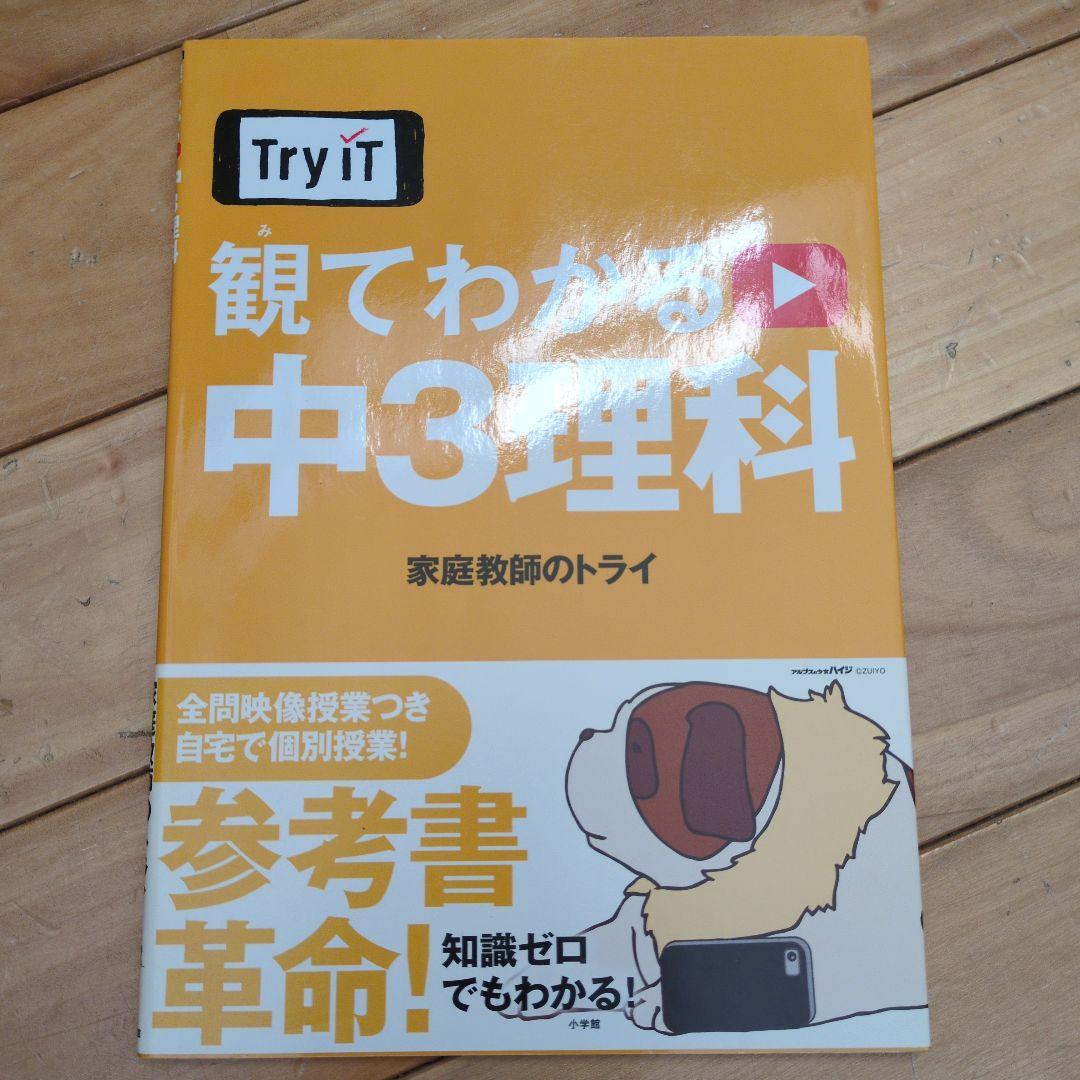 Try IT
み
観てわかる
中3理科
家庭教師のトライ
アルプスの少女ハイジ ©ZUIYO
全問映像授業つき
自宅で個別授業!
参考書
革命!
知識ゼロ
でもわかる!
小学館